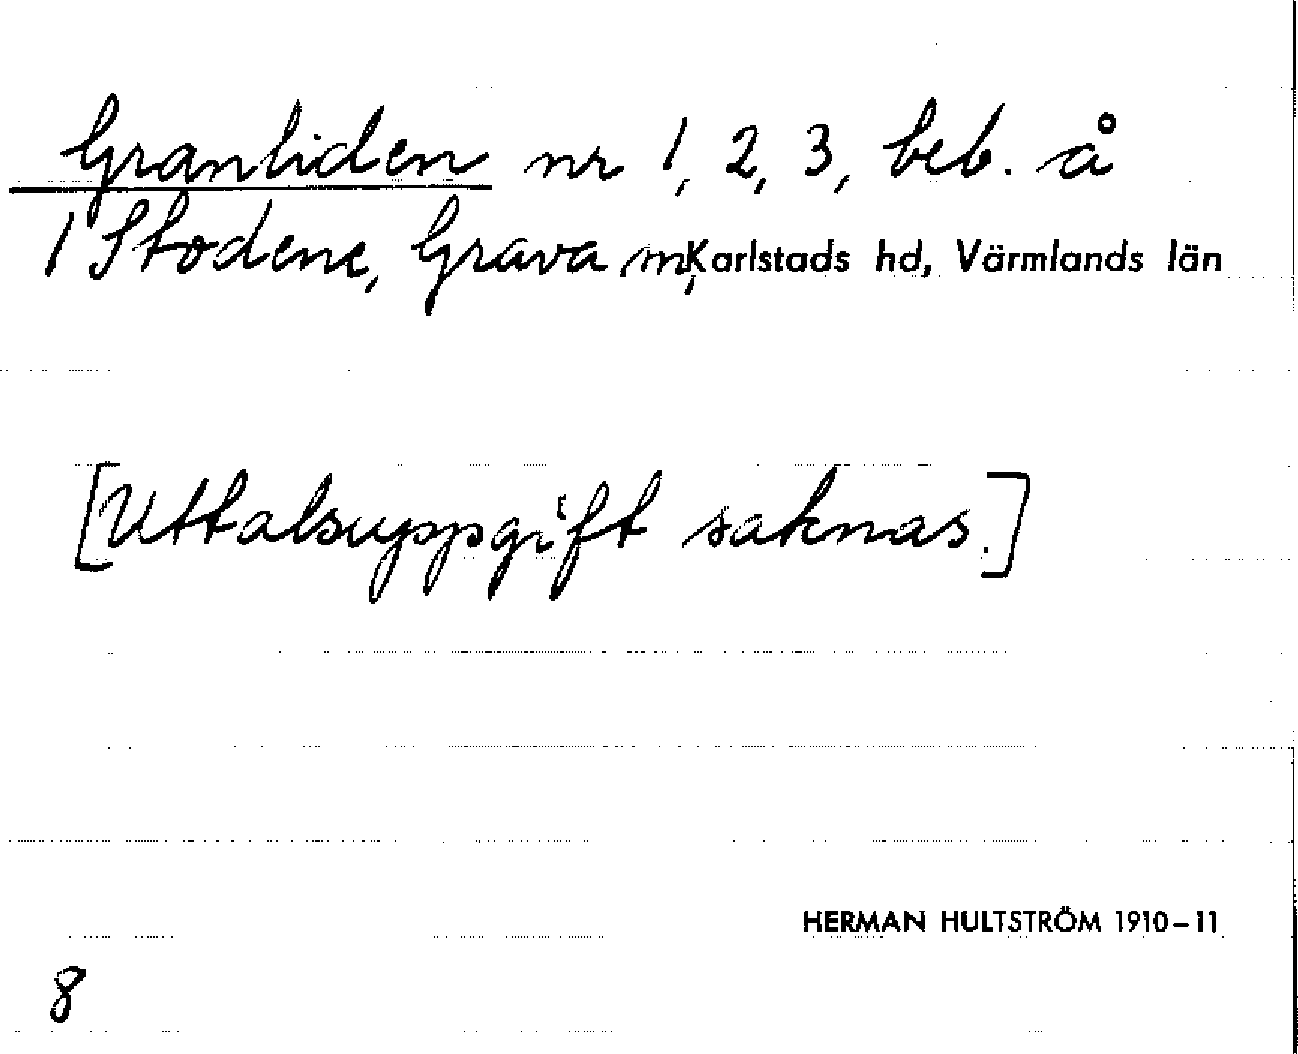 Granliden nr 1, 2, 3, beb. å
1 Stodene, Grava sn, Karlstads hd, Värmlands län
[Uttalsuppgift saknas.]
HERMAN HULTSTRÖM 1910–11
8